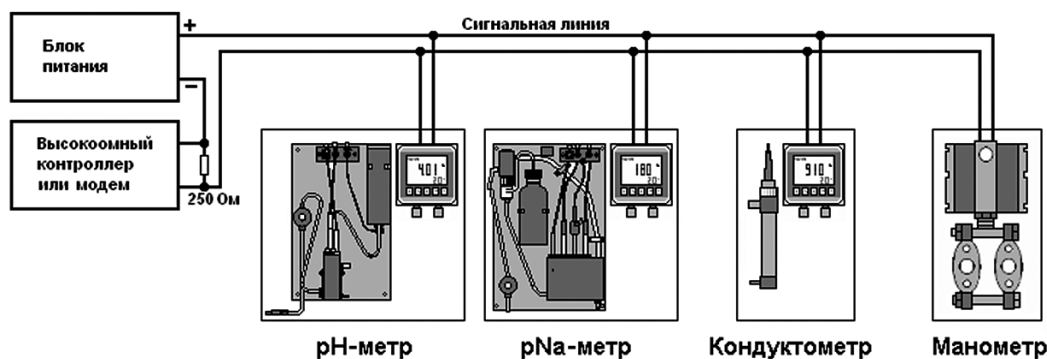 Блок
питания
+
−
Сигнальная линия
Высокоомный
контроллер
или модем
250 Ом
4.01
180
910
pH-метр
pNa-метр
Кондуктометр
Манометр